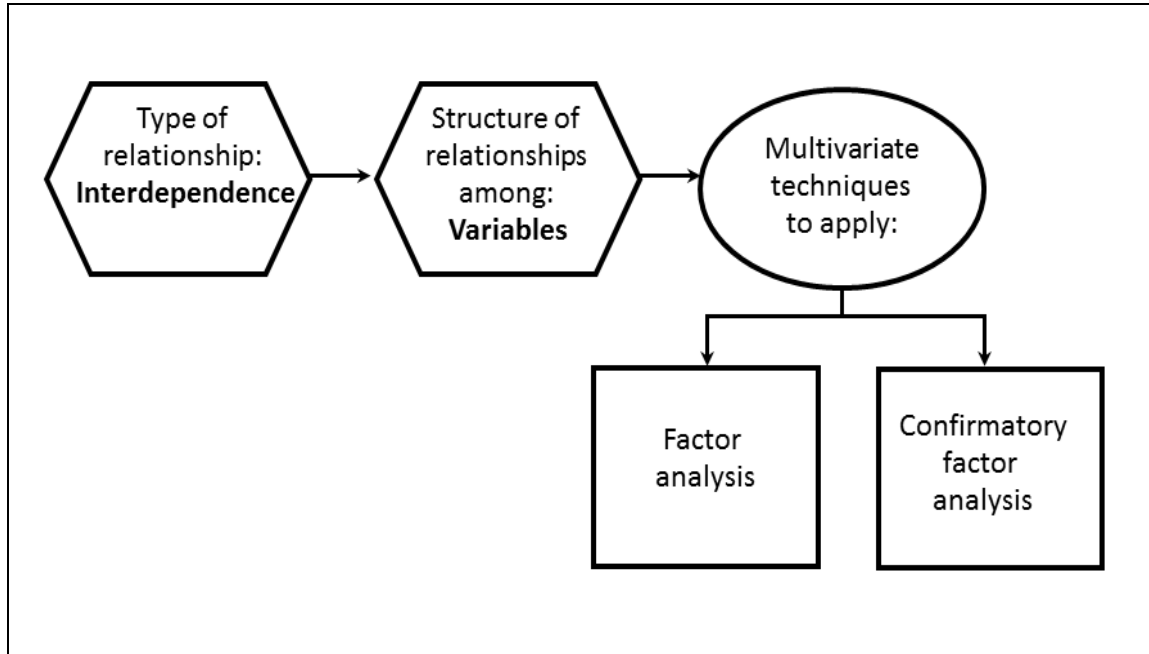 Type of
relationship:
Interdependence
Structure of
relationships
among:
Variables
Multivariate
techniques
to apply:
Factor
analysis
Confirmatory
factor
analysis